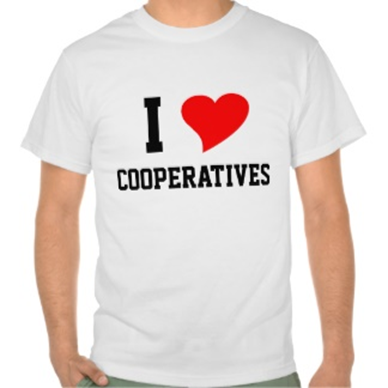 I ♥
COOPERATIVES